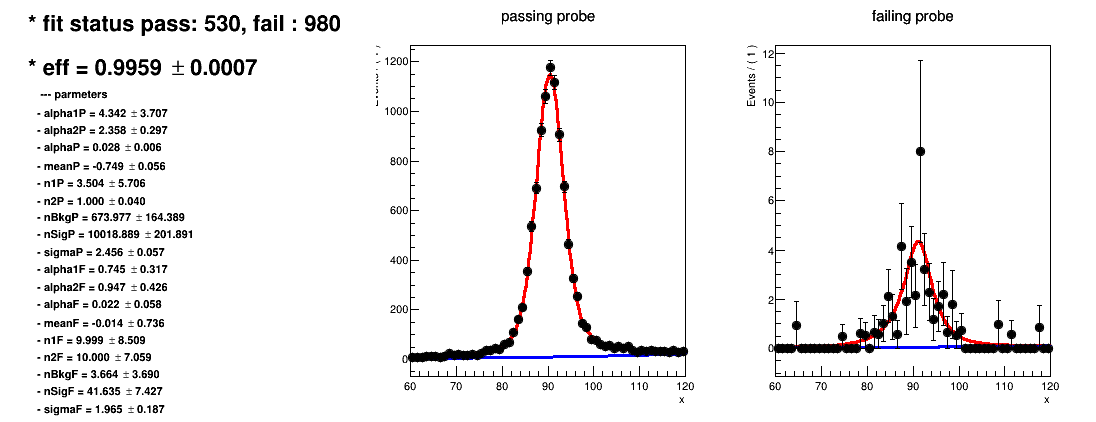 * fit status pass: 530, fail : 980
* eff = 0.9959 ± 0.0007
--- parmeters
- alpha1P = 4.342 ± 3.707
- alpha2P = 2.358 ± 0.297
- alphaP = 0.028 ± 0.006
- meanP = -0.749 ± 0.056
- n1P = 3.504 ± 5.706
- n2P = 1.000 ± 0.040
- nBkgP = 673.977 ± 164.389
- nSigP = 10018.889 ± 201.891
- sigmaP = 2.456 ± 0.057
- alpha1F = 0.745 ± 0.317
- alpha2F = 0.947 ± 0.426
- alphaF = 0.022 ± 0.058
- meanF = -0.014 ± 0.736
- n1F = 9.999 ± 8.509
- n2F = 10.000 ± 7.059
- nBkgF = 3.664 ± 3.690
- nSigF = 41.635 ± 7.427
- sigmaF = 1.965 ± 0.187
passing probe
1200
1000
800
600
400
200
0
60 70 80 90 100 110 120
x
failing probe
Events / ( 1 )
12
10
8
6
4
2
0
60 70 80 90 100 110 120
x